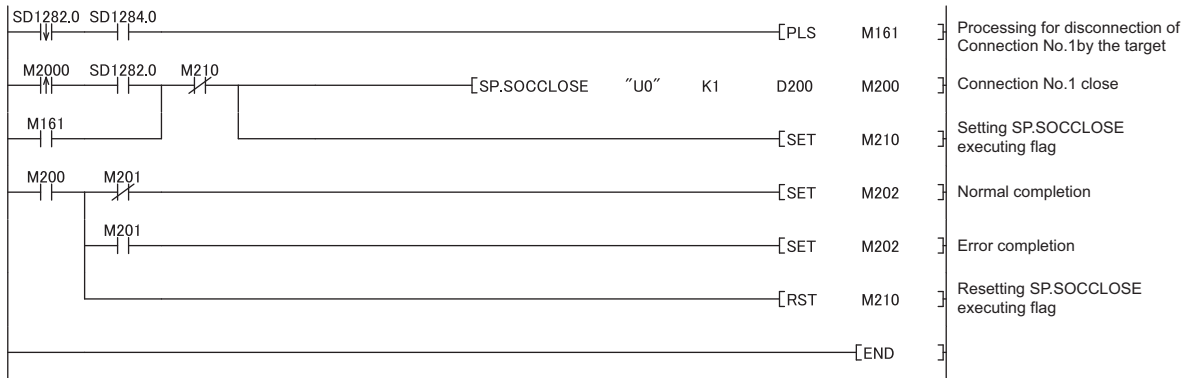 SD1282.0 SD1284.0
[PLS M161 ] Processing for disconnection of
Connection No.1by the target
M2000 SD1282.0 M210
[SP.SOCCLOSE "U0" K1 D200 M200 ] Connection No.1 close
M161
[SET M210 ] Setting SP.SOCCLOSE
executing flag
M200 M201
[SET M202 ] Normal completion
M201
[SET M202 ] Error completion
[RST M210 ] Resetting SP.SOCCLOSE
executing flag
[END ]